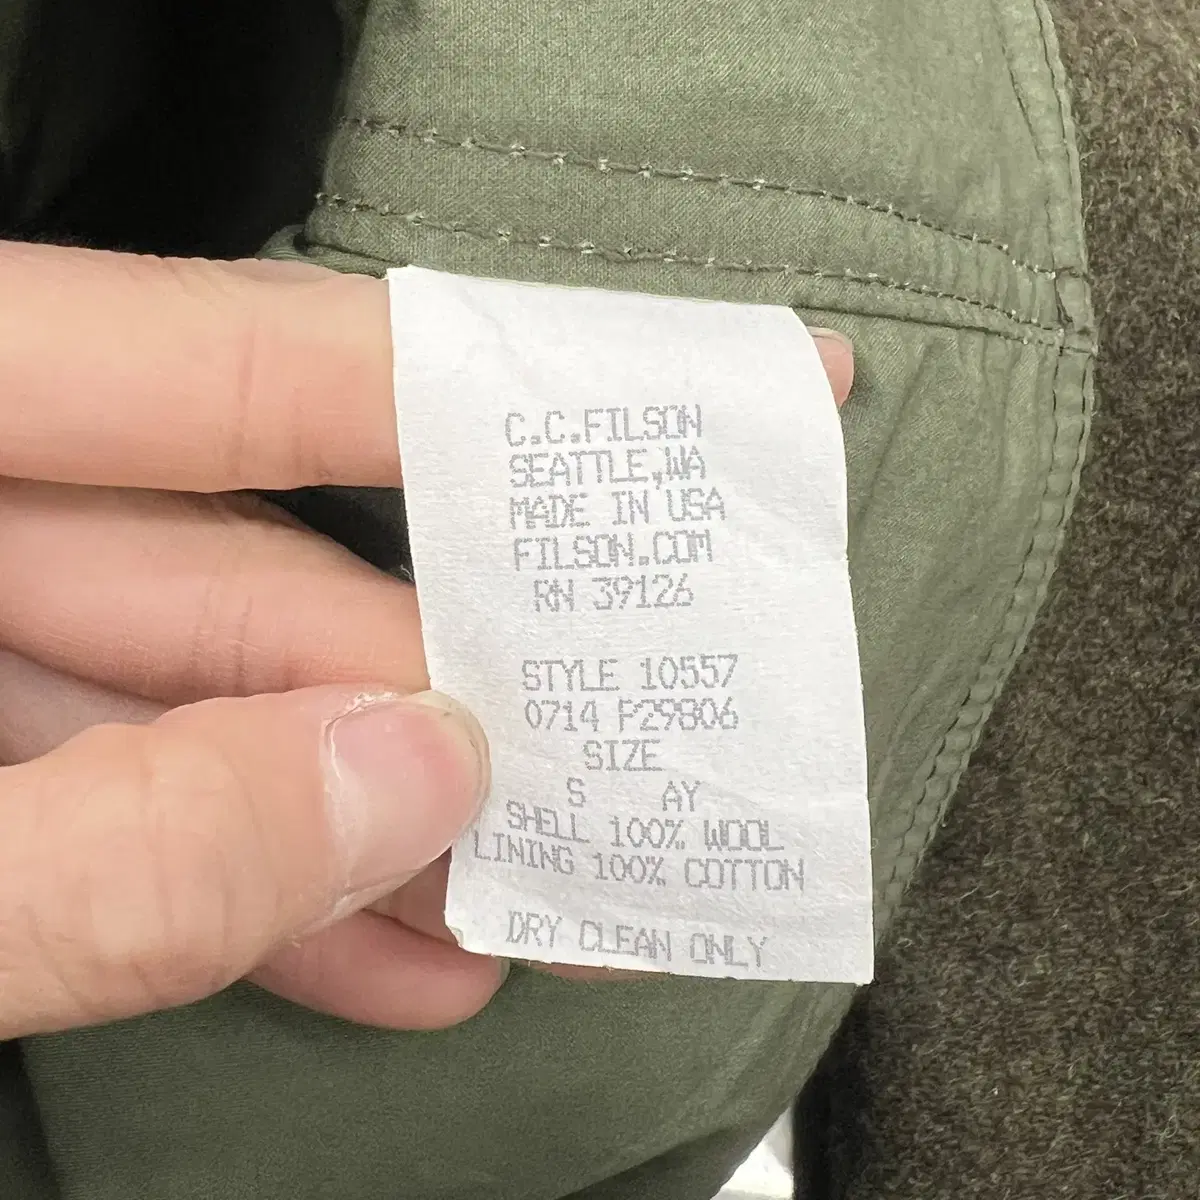 C.C.FILSON
SEATTLE,WA
MADE IN USA
FILSON.COM
RN 39126
STYLE 10557
0714 P29806
SIZE
S AY
SHELL 100% WOOL
LINING 100% COTTON
DRY CLEAN ONLY